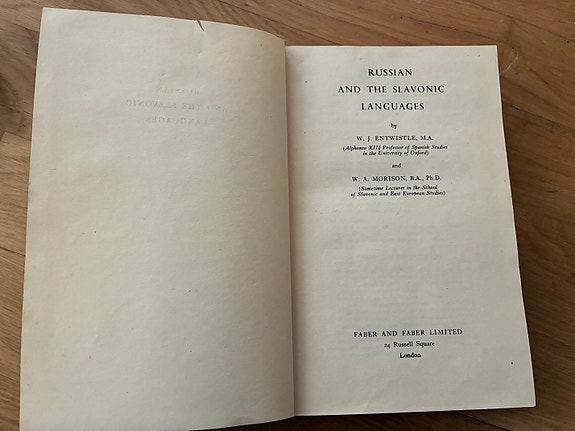 RUSSIAN
AND THE SLAVONIC
LANGUAGES
by
W. J. ENTWISTLE, M.A.
(Alphonso XIII Professor of Spanish Studies
in the University of Oxford)
and
W. A. MORISON, B.A., Ph.D.
(Sometime Lecturer in the School
of Slavonic and East European Studies)
FABER AND FABER LIMITED
24 Russell Square
London